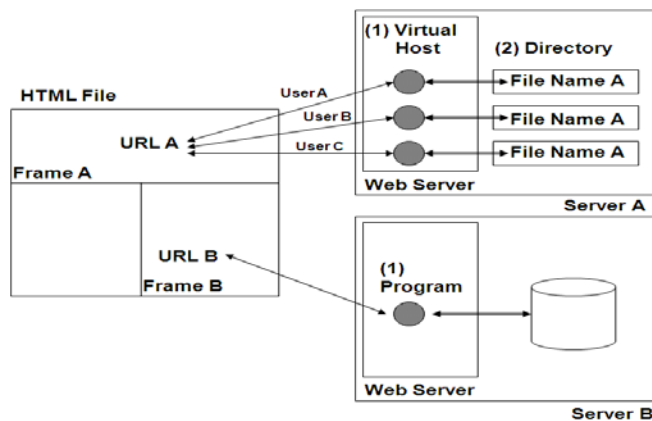 HTML File
URL A
Frame A
URL B
Frame B
User A
User B
User C
(1) Virtual
Host
(2) Directory
File Name A
File Name A
File Name A
Web Server
Server A
(1)
Program
Web Server
Server B